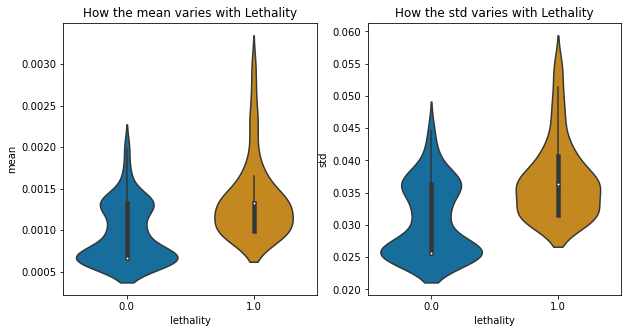 How the mean varies with Lethality
mean
0.0030
0.0025
0.0020
0.0015
0.0010
0.0005
0.0 1.0
lethality
How the std varies with Lethality
std
0.060
0.055
0.050
0.045
0.040
0.035
0.030
0.025
0.020
0.0 1.0
lethality